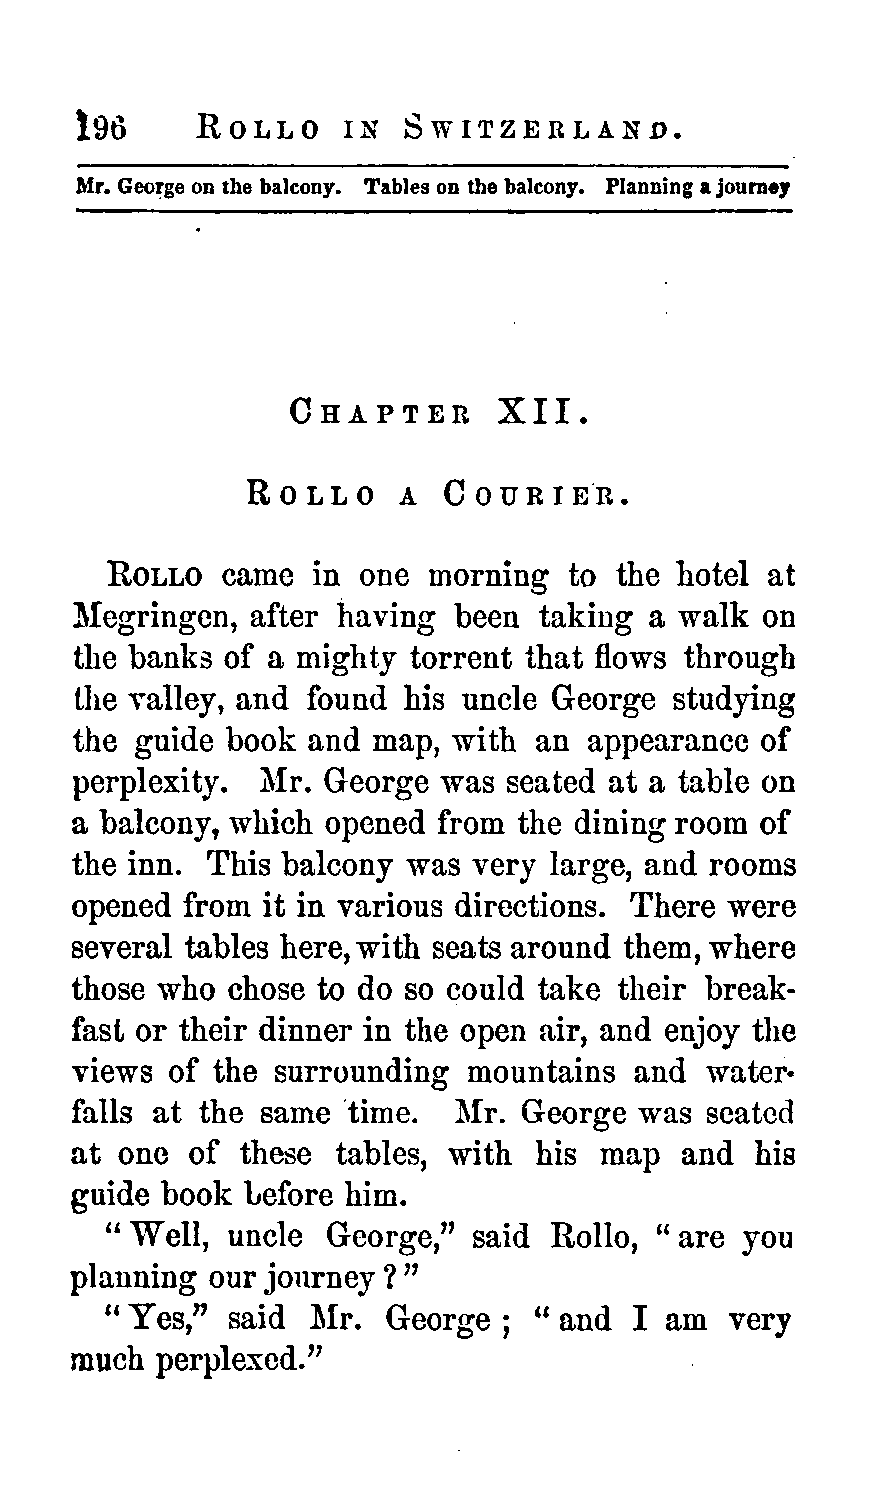 196 ROLLO IN SWITZERLAND.
Mr. George on the balcony. Tables on the balcony. Planning a journey
CHAPTER XII.
ROLLO A COURIER.
ROLLO came in one morning to the hotel at
Megringen, after having been taking a walk on
the banks of a mighty torrent that flows through
the valley, and found his uncle George studying
the guide book and map, with an appearance of
perplexity. Mr. George was seated at a table on
a balcony, which opened from the dining room of
the inn. This balcony was very large, and rooms
opened from it in various directions. There were
several tables here, with seats around them, where
those who chose to do so could take their break-
fast or their dinner in the open air, and enjoy the
views of the surrounding mountains and water-
falls at the same time. Mr. George was seated
at one of these tables, with his map and his
guide book before him.
"Well, uncle George," said Rollo, "are you
planning our journey?"
"Yes," said Mr. George; "and I am very
much perplexed."